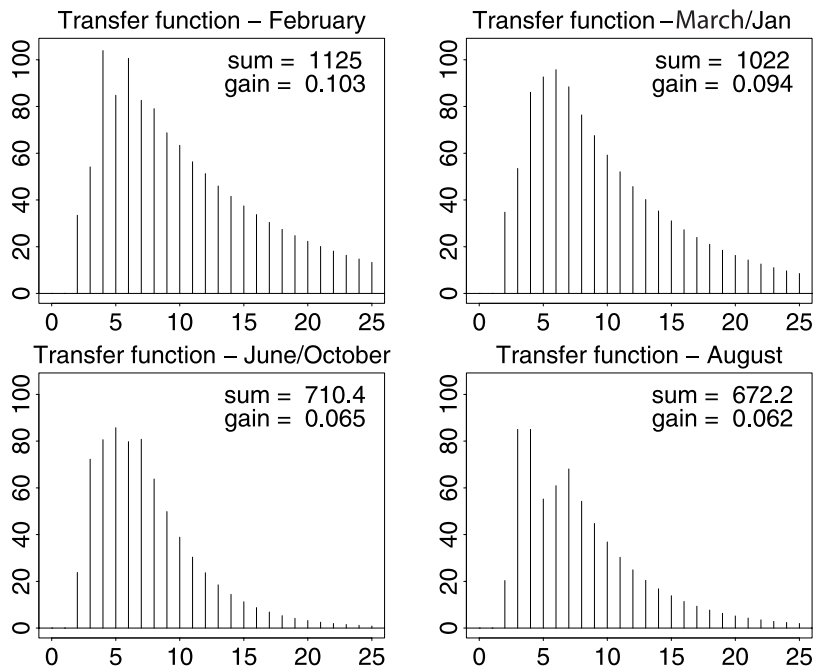 Transfer function – February
sum = 1125
gain = 0.103
0 20 40 60 80 100
0 5 10 15 20 25
Transfer function –March/Jan
sum = 1022
gain = 0.094
0 20 40 60 80 100
0 5 10 15 20 25
Transfer function – June/October
sum = 710.4
gain = 0.065
0 20 40 60 80 100
0 5 10 15 20 25
Transfer function – August
sum = 672.2
gain = 0.062
0 20 40 60 80 100
0 5 10 15 20 25